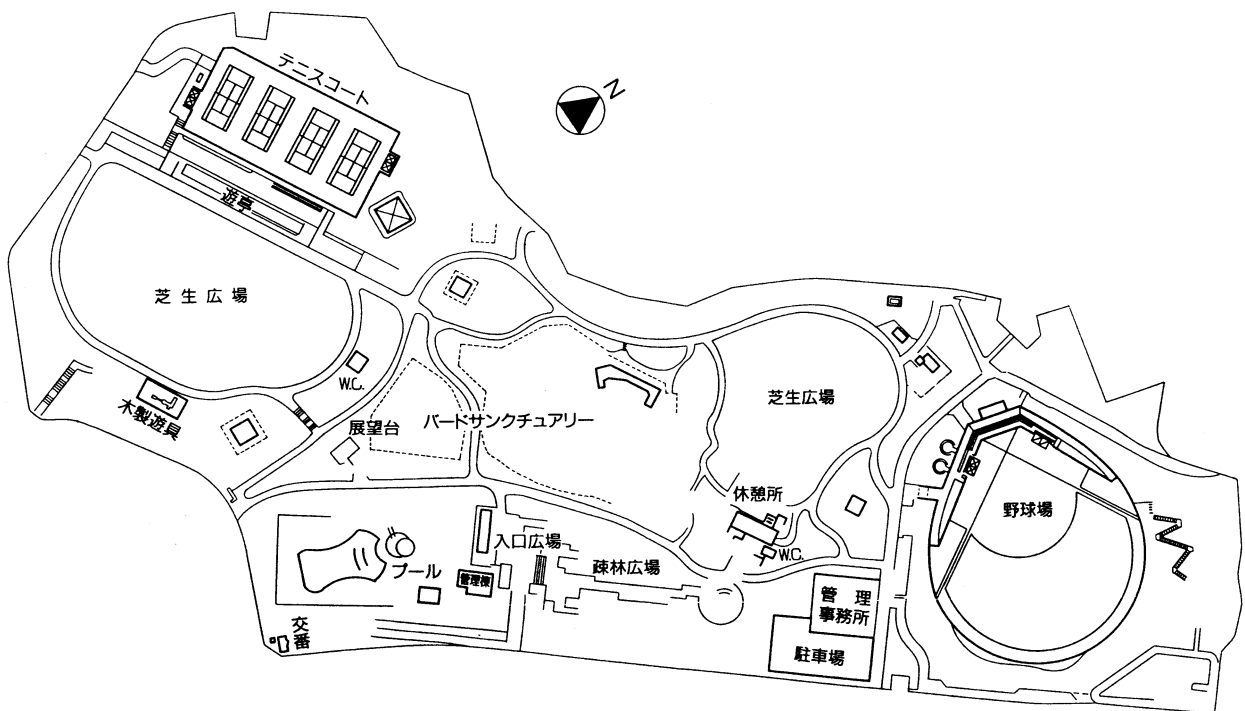 テニスコート
N
遊亭
芝生広場
W.C.
木製遊具
展望台
バードサンクチュアリー
芝生広場
休憩所
野球場
入口広場
W.C.
疎林広場
プール
管理棟
管理
事務所
交番
駐車場